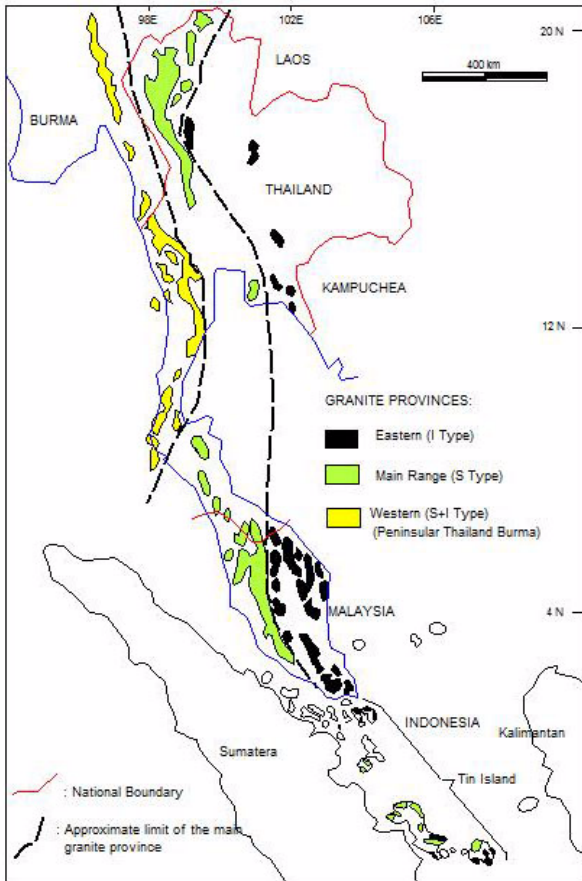 98E 102E 106E
20 N
LAOS
400 km
BURMA
THAILAND
KAMPUCHEA
12 N
GRANITE PROVINCES:
Eastern (I Type)
Main Range (S Type)
Western (S+I Type)
(Peninsular Thailand Burma)
MALAYSIA
4 N
INDONESIA
Kalimantan
Sumatera
Tin Island
: National Boundary
: Approximate limit of the main
granite province